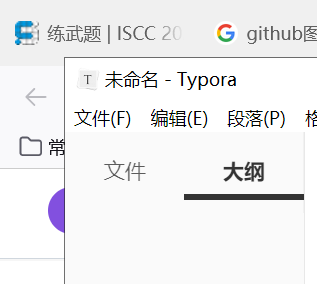 练武题 | ISCC 20
github图
未命名 - Typora
文件(F) 编辑(E) 段落(P)
常
文件 大纲